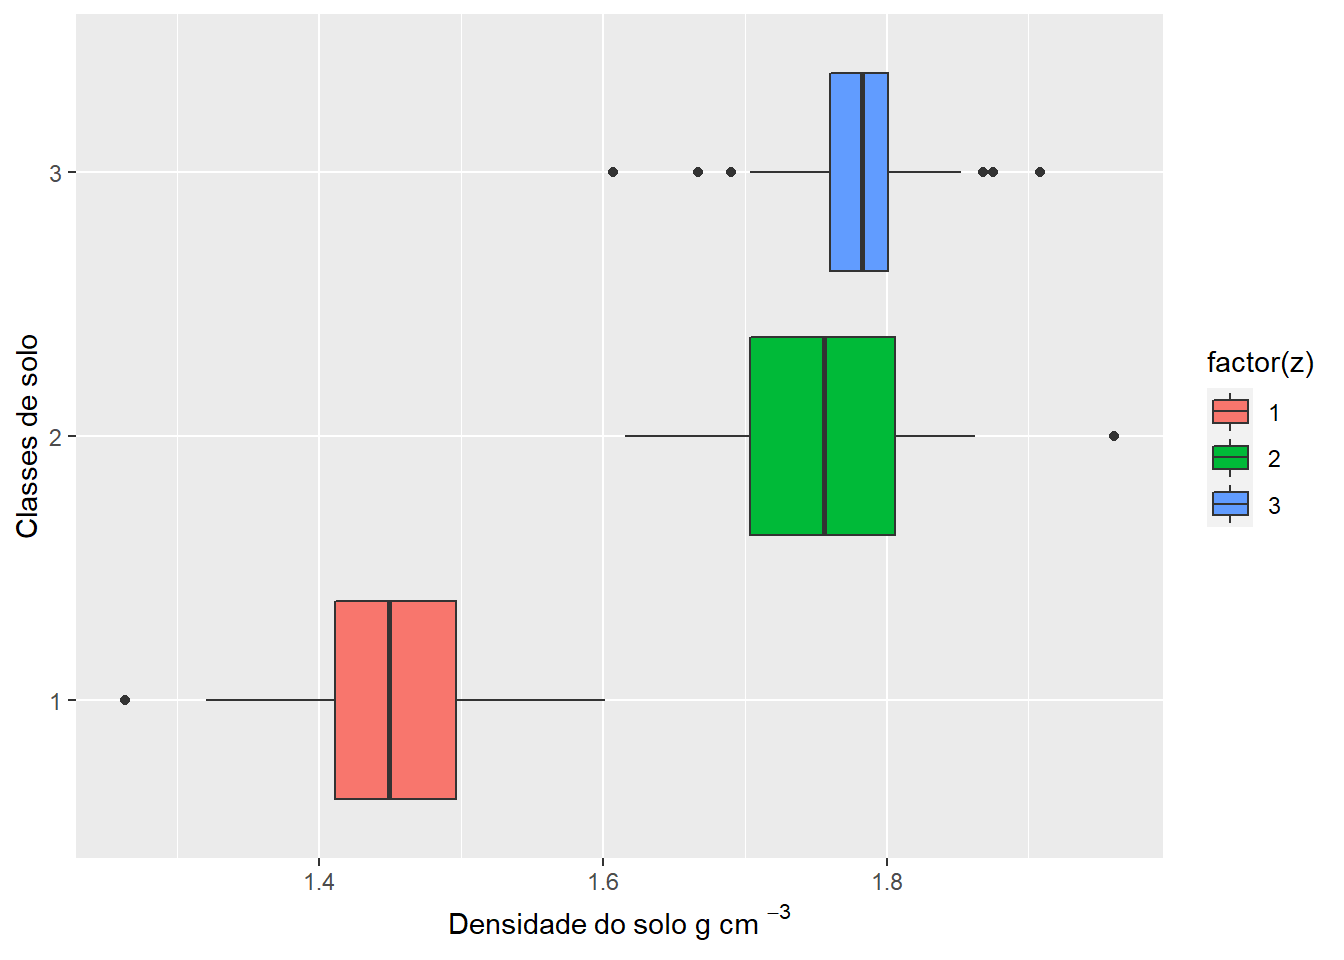 3
2
1
Classes de solo
1.4 1.6 1.8
Densidade do solo g cm −3
factor(z)
1
2
3